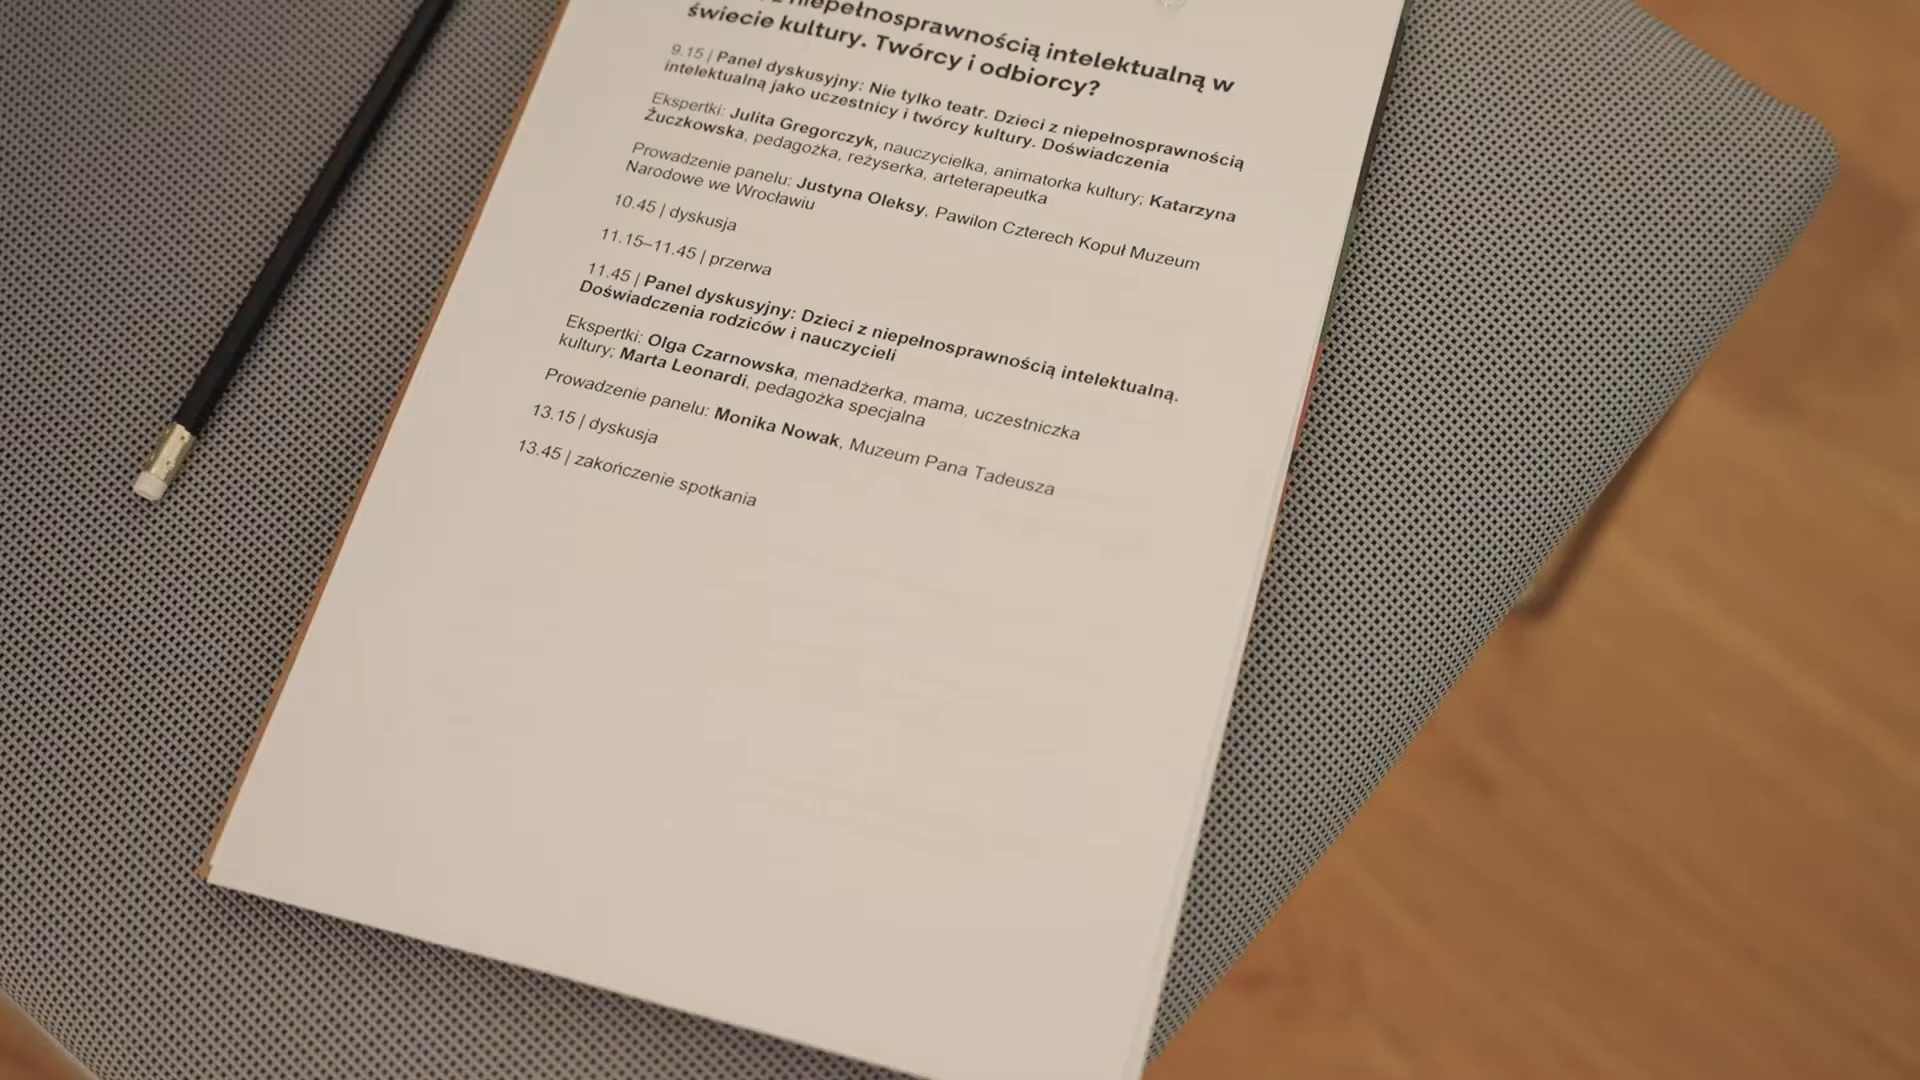 niepełnosprawnością intelektualną w
świecie kultury. Twórcy i odbiorcy?
9.15 | Panel dyskusyjny: Nie tylko teatr. Dzieci z niepełnosprawnością
intelektualną jako uczestnicy i twórcy kultury. Doświadczenia
Ekspertki: Julita Gregorczyk, nauczycielka, animatorka kultury; Katarzyna
Żuczkowska, pedagożka, reżyserka, arteterapeutka
Prowadzenie panelu: Justyna Oleksy, Pawilon Czterech Kopuł Muzeum
Narodowe we Wrocławiu
10.45 | dyskusja
11.15–11.45 | przerwa
11.45 | Panel dyskusyjny: Dzieci z niepełnosprawnością intelektualną.
Doświadczenia rodziców i nauczycieli
Ekspertki: Olga Czarnowska, menadżerka, mama, uczestniczka
kultury; Marta Leonardi, pedagożka specjalna
Prowadzenie panelu: Monika Nowak, Muzeum Pana Tadeusza
13.15 | dyskusja
13.45 | zakończenie spotkania